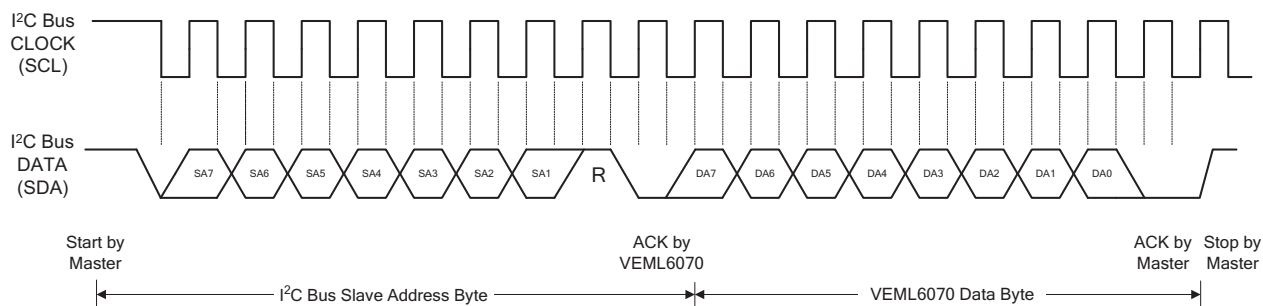 I²C Bus
CLOCK
(SCL)
I²C Bus
DATA
(SDA)
SA7 SA6 SA5 SA4 SA3 SA2 SA1 R DA7 DA6 DA5 DA4 DA3 DA2 DA1 DA0
Start by
Master
ACK by
VEML6070
ACK by
Master
Stop by
Master
I²C Bus Slave Address Byte
VEML6070 Data Byte